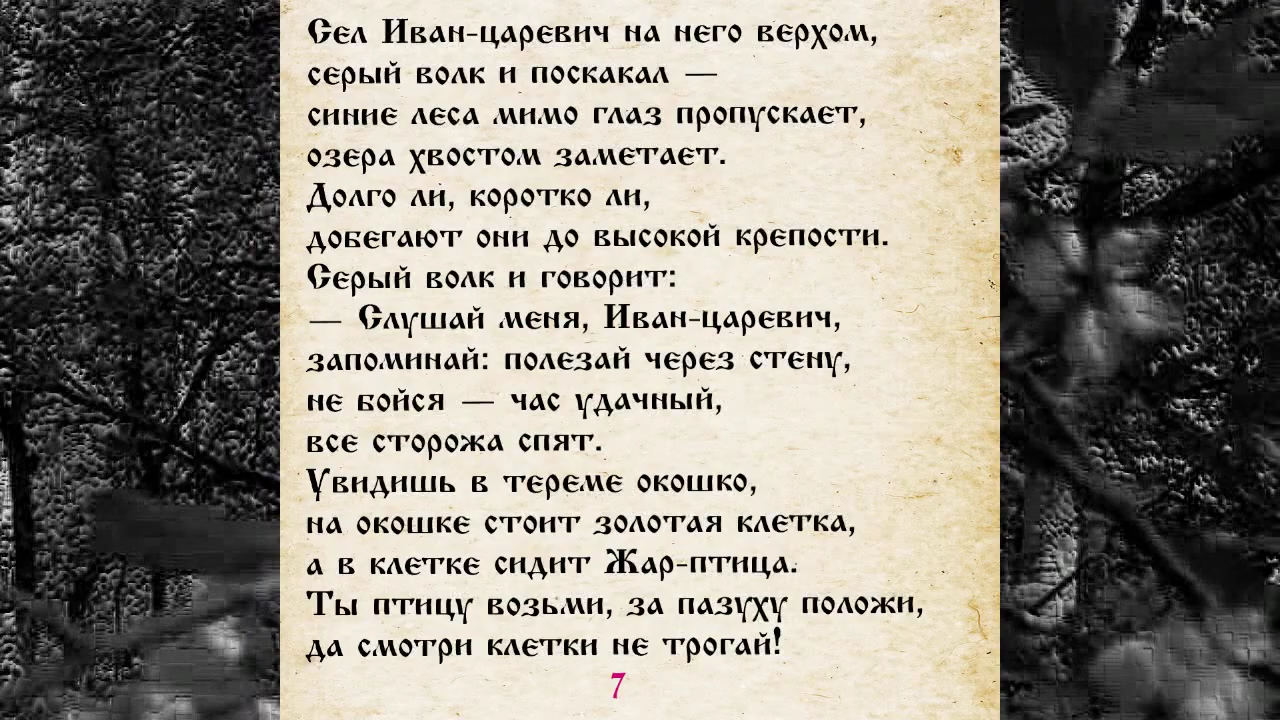 Сел Иван-царевич на него верхом,
серый волк и поскакал —
синие леса мимо глаз пропускает,
озера хвостом заметает.
Долго ли, коротко ли,
добегают они до высокой крепости.
Серый волк и говорит:
— Слушай меня, Иван-царевич,
запоминай: полезай через стену,
не бойся — час удачный,
все сторожа спят.
Увидишь в тереме окошко,
на окошке стоит золотая клетка,
а в клетке сидит Жар-птица.
Ты птицу возьми, за пазуху положи,
да смотри клетки не трогай!
7